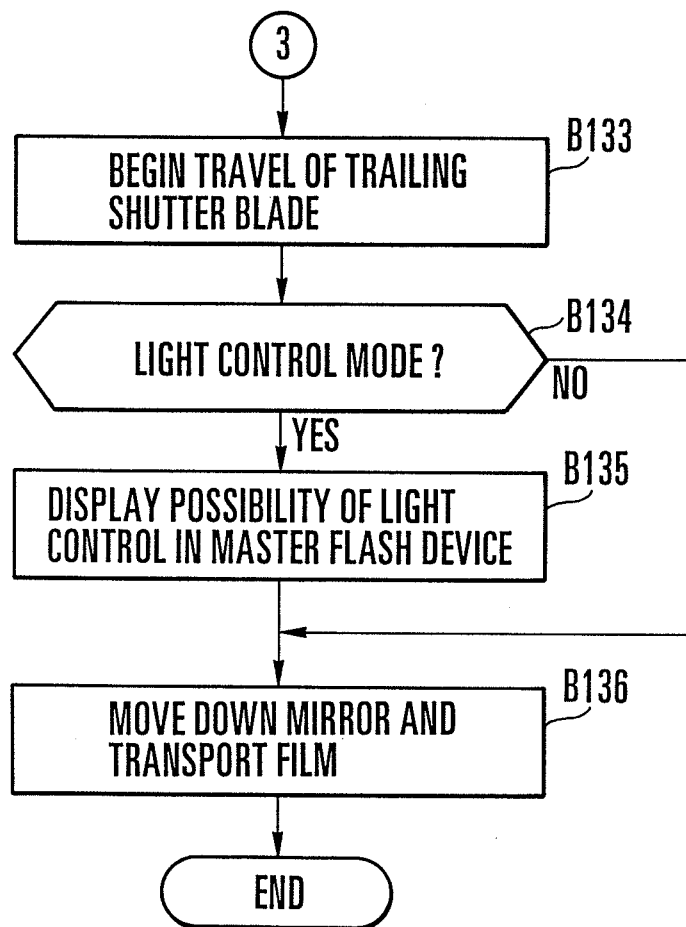 3
B133
BEGIN TRAVEL OF TRAILING
SHUTTER BLADE
B134
LIGHT CONTROL MODE ?
NO
YES
B135
DISPLAY POSSIBILITY OF LIGHT
CONTROL IN MASTER FLASH DEVICE
B136
MOVE DOWN MIRROR AND
TRANSPORT FILM
END